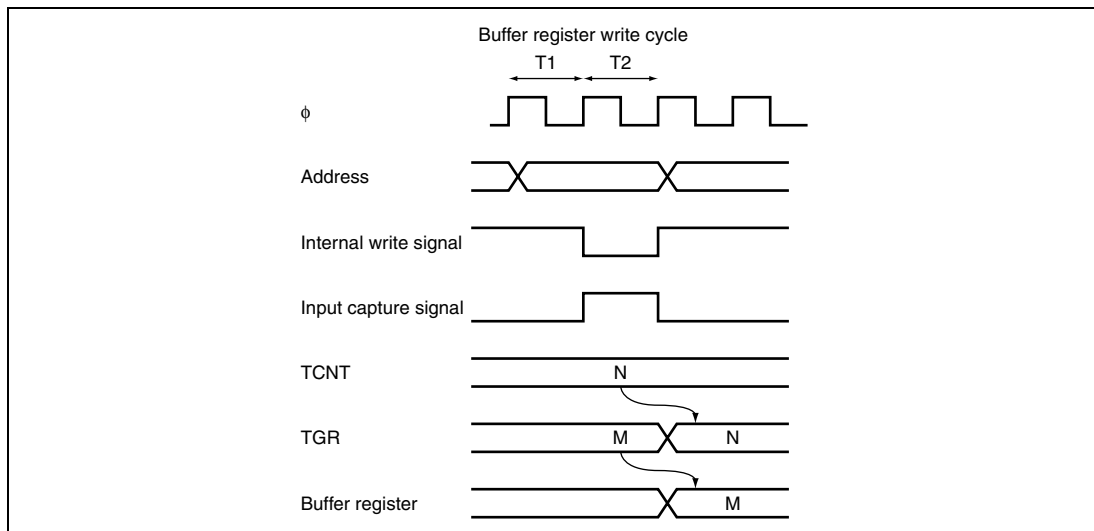 Buffer register write cycle
T1 T2
ϕ
Address
Internal write signal
Input capture signal
TCNT N
TGR M N
Buffer register M